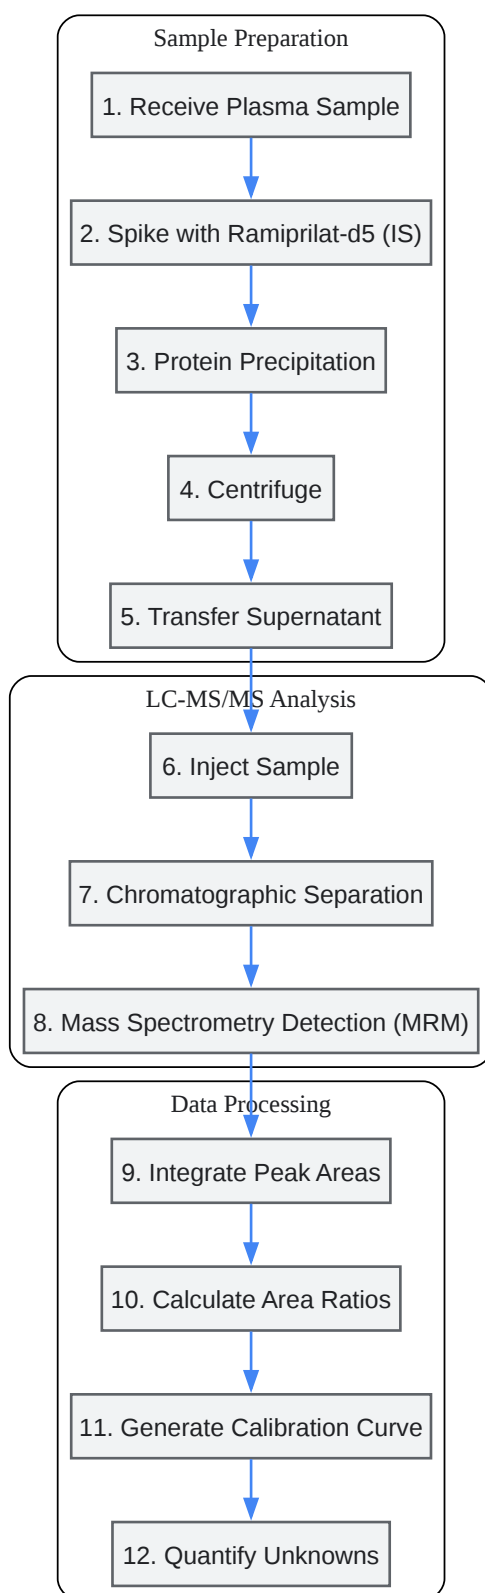 Sample Preparation
1. Receive Plasma Sample
2. Spike with Ramiprilat-d5 (IS)
3. Protein Precipitation
4. Centrifuge
5. Transfer Supernatant
LC-MS/MS Analysis
6. Inject Sample
7. Chromatographic Separation
8. Mass Spectrometry Detection (MRM)
Data Processing
9. Integrate Peak Areas
10. Calculate Area Ratios
11. Generate Calibration Curve
12. Quantify Unknowns